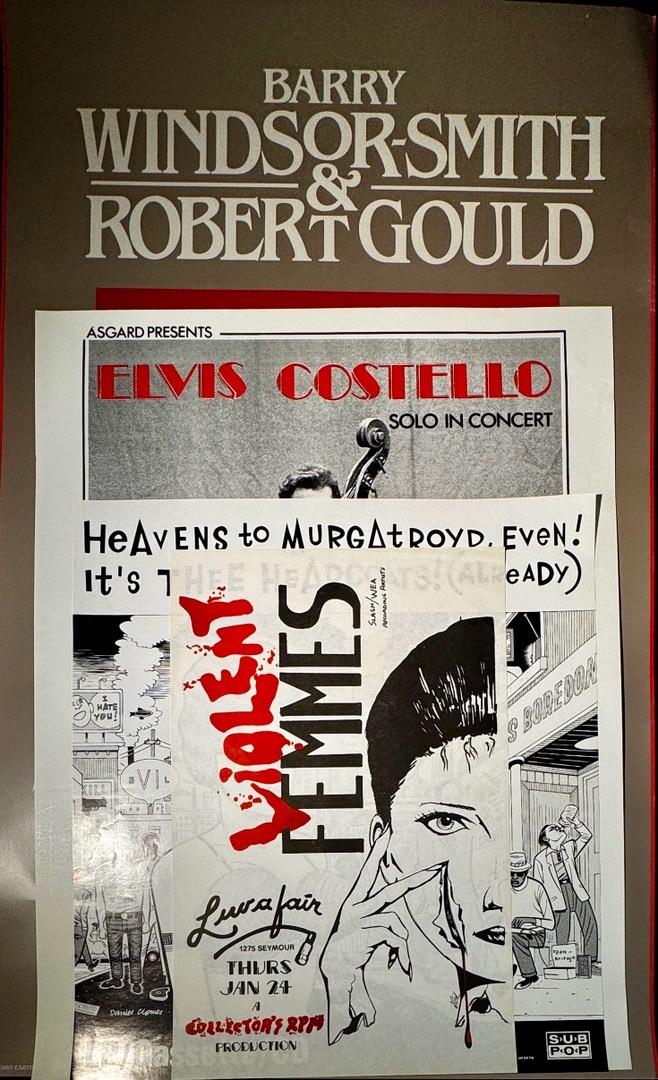 BARRY
WINDSOR-SMITH
&
ROBERT GOULD
ASGARD PRESENTS
ELVIS COSTELLO
SOLO IN CONCERT
HeAvens to MuRGAtRoyD, EveN!
It's THEE HeADCOAts! (ALReADY)
VIOLENT
FEMMES
SLASH/WEA
RECORDING ARTISTS
I
HATE
YOU!
EVIL
BOREDOM
Luvafair
1275 SEYMOUR
THURS
JAN 24
A
COLLECTOR'S RPM
PRODUCTION
Daniel Clowes
SUB
POP